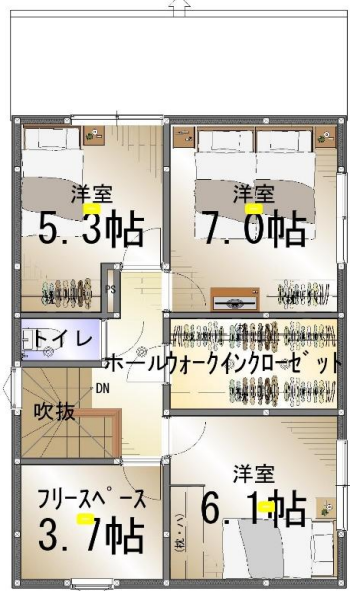 洋室
5.3帖
洋室
7.0帖
PS
トイレ
ホール
ウォークインクローゼット
DN
吹抜
洋室
6.1帖
フリースペース
3.7帖
(枕・ハ)